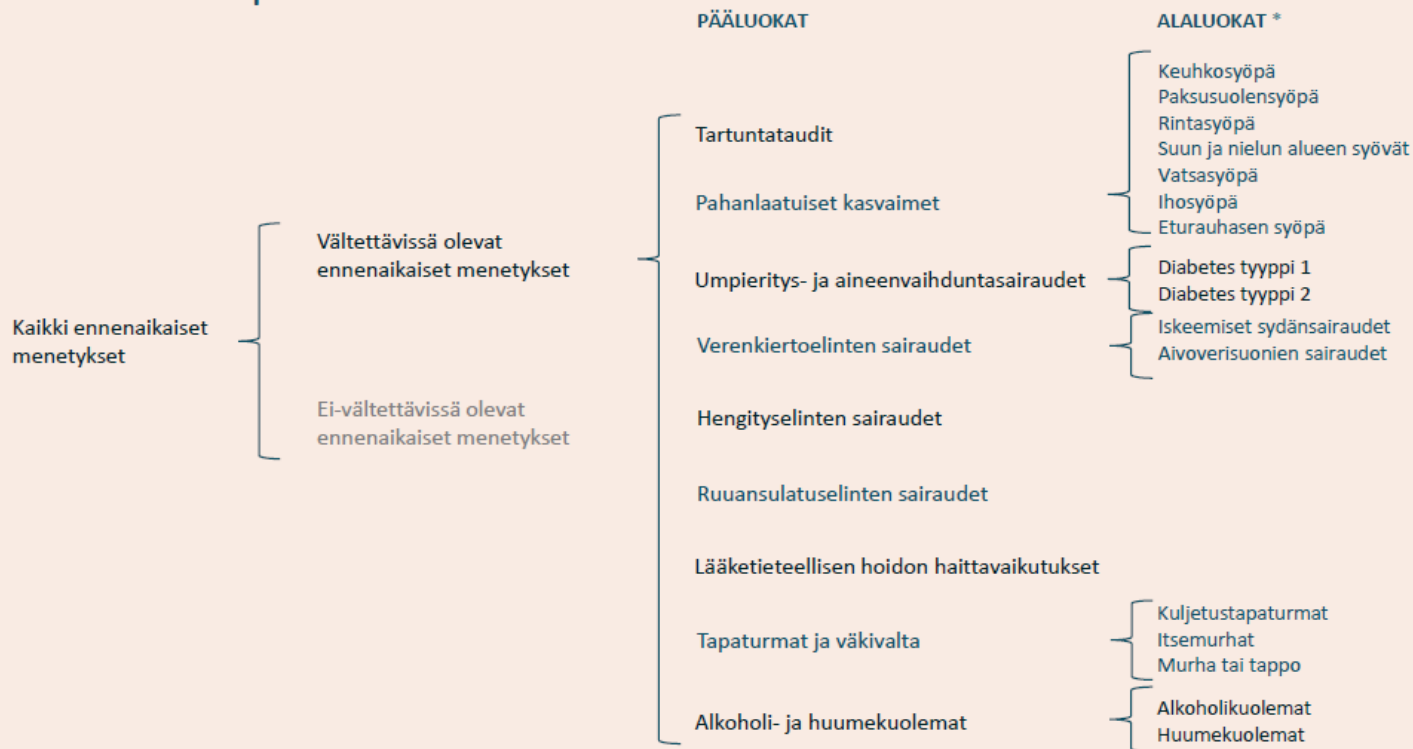 PÄÄLUOKAT
ALALUOKAT *
Kaikki ennenaikaiset
menetykset
Vältettävissä olevat
ennenaikaiset menetykset
Ei-vältettävissä olevat
ennenaikaiset menetykset
Tartuntataudit
Pahanlaatuiset kasvaimet
Keuhkosyöpä
Paksusuolensyöpä
Rintasyöpä
Suun ja nielun alueen syövät
Vatsasyöpä
Ihosyöpä
Eturauhasen syöpä
Umpieritys- ja aineenvaihduntasairaudet
Diabetes tyyppi 1
Diabetes tyyppi 2
Verenkiertoelinten sairaudet
Iskeemiset sydänsairaudet
Aivoverisuonien sairaudet
Hengityselinten sairaudet
Ruuansulatuselinten sairaudet
Lääketieteellisen hoidon haittavaikutukset
Tapaturmat ja väkivalta
Kuljetustapaturmat
Itsemurhat
Murha tai tappo
Alkoholi- ja huumekuolemat
Alkoholikuolemat
Huumekuolemat